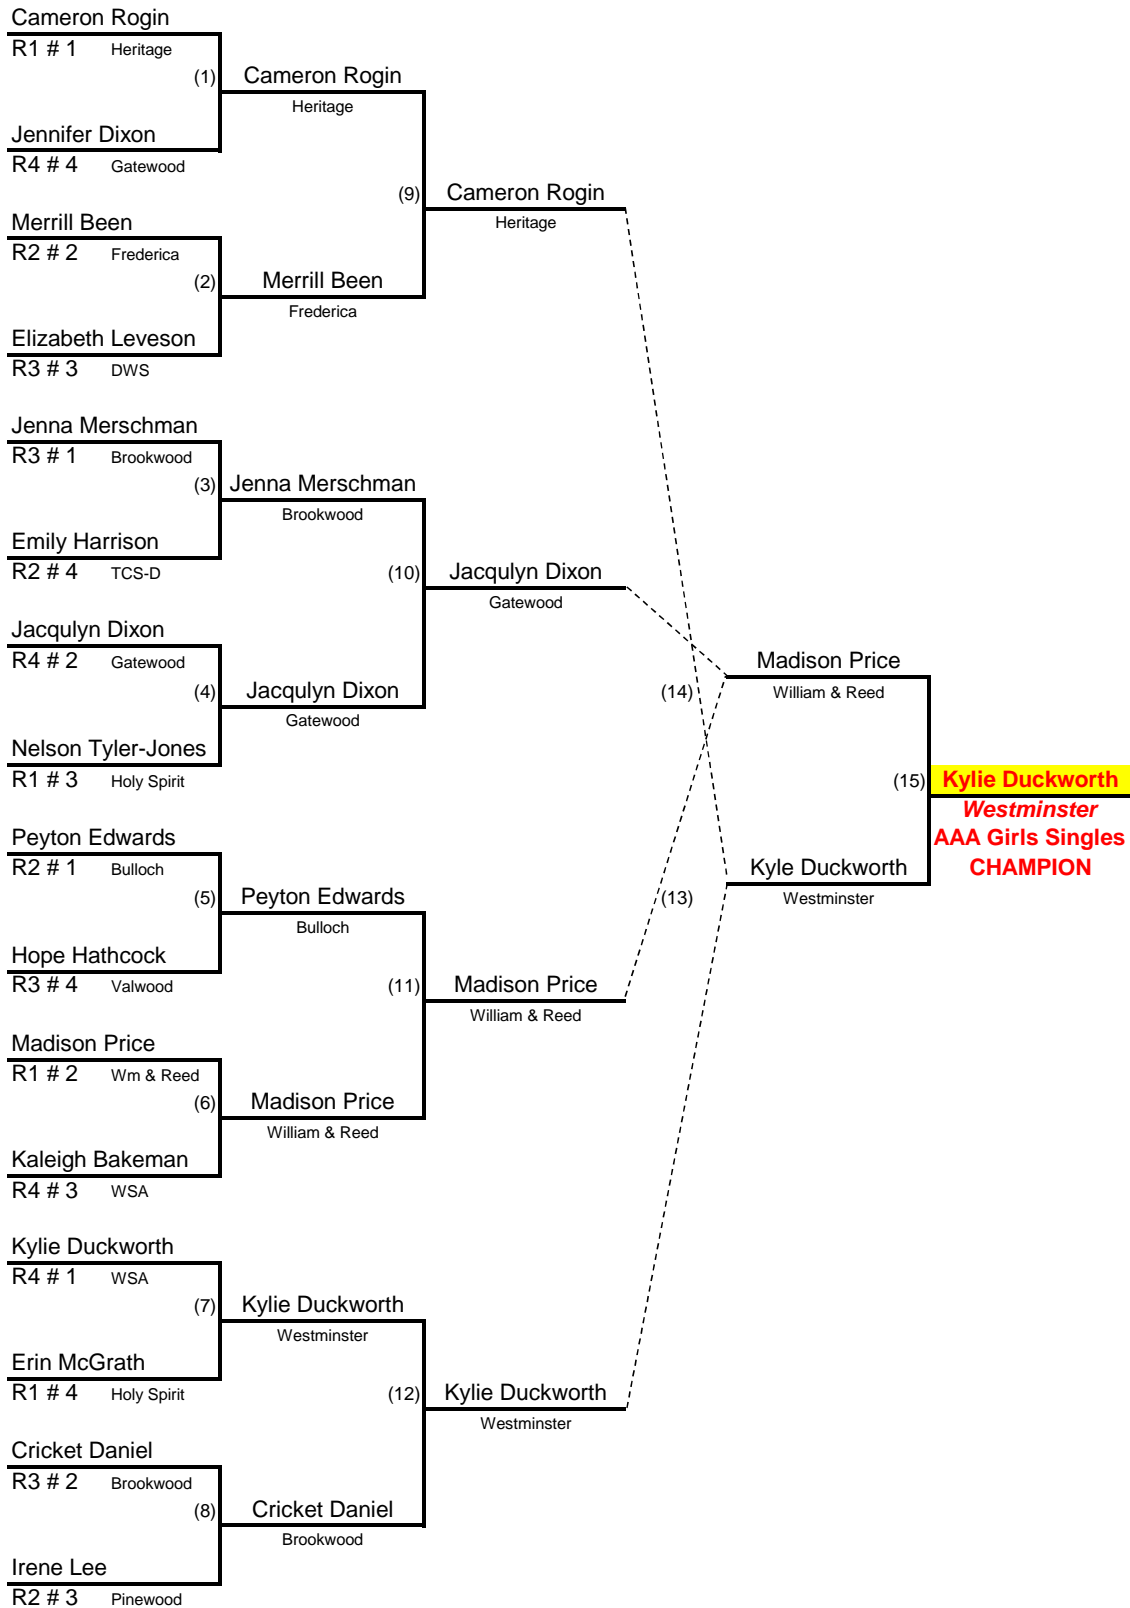 Cameron Rogin
R1 # 1 Heritage
(1) Cameron Rogin
Heritage
Jennifer Dixon
R4 # 4 Gatewood
(9) Cameron Rogin
Heritage
Merrill Been
R2 # 2 Frederica
(2) Merrill Been
Frederica
Elizabeth Leveson
R3 # 3 DWS
Jenna Merschman
R3 # 1 Brookwood
(3) Jenna Merschman
Brookwood
Emily Harrison
R2 # 4 TCS-D
(10) Jacqulyn Dixon
Gatewood
Jacqulyn Dixon
R4 # 2 Gatewood
(4) Jacqulyn Dixon
Gatewood
Nelson Tyler-Jones
R1 # 3 Holy Spirit
Madison Price
(14) William & Reed
(15) Kylie Duckworth
Westminster
AAA Girls Singles
CHAMPION
Kyle Duckworth
(13) Westminster
Peyton Edwards
R2 # 1 Bulloch
(5) Peyton Edwards
Bulloch
Hope Hathcock
R3 # 4 Valwood
(11) Madison Price
William & Reed
Madison Price
R1 # 2 Wm & Reed
(6) Madison Price
William & Reed
Kaleigh Bakeman
R4 # 3 WSA
Kylie Duckworth
R4 # 1 WSA
(7) Kylie Duckworth
Westminster
Erin McGrath
R1 # 4 Holy Spirit
(12) Kylie Duckworth
Westminster
Cricket Daniel
R3 # 2 Brookwood
(8) Cricket Daniel
Brookwood
Irene Lee
R2 # 3 Pinewood